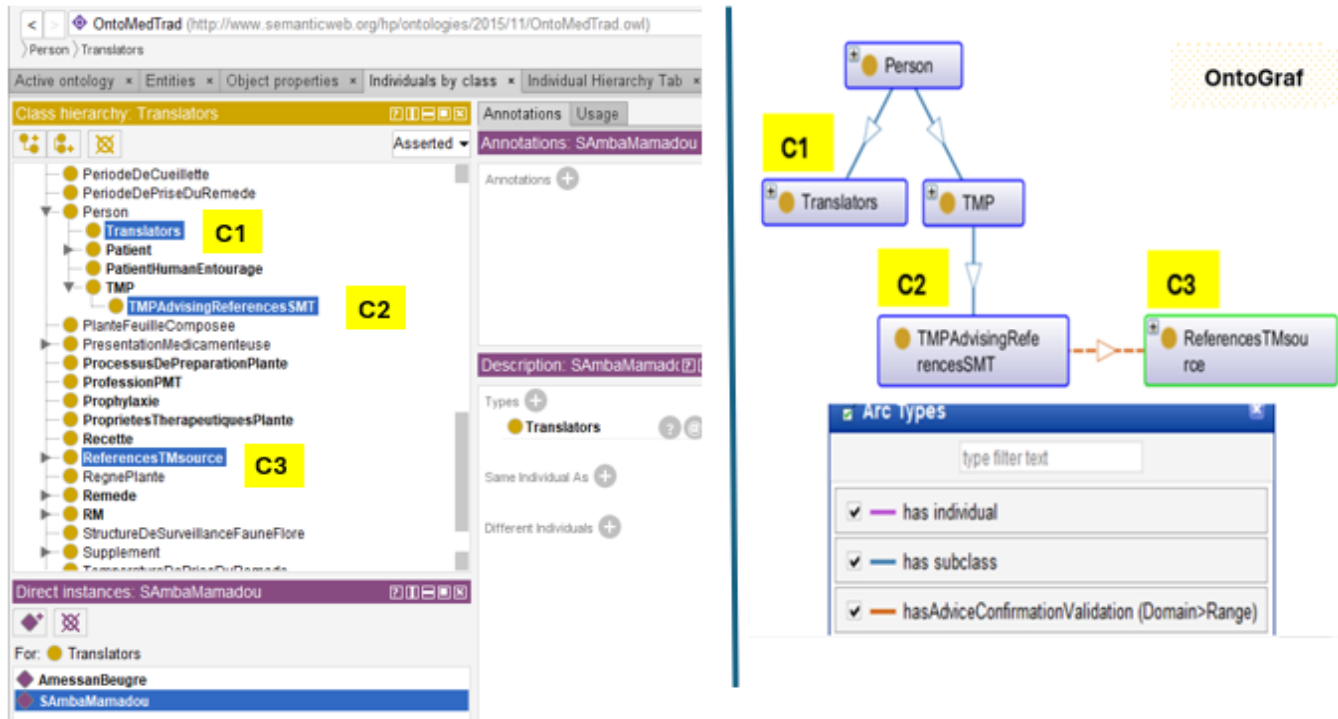 < > OntoMedTrad (http://www.semanticweb.org/hp/ontologies/2015/11/OntoMedTrad.owl)
Person Translators
Active ontology × Entities × Object properties × Individuals by class × Individual Hierarchy Tab ×
Class hierarchy: Translators
Asserted
PeriodeDeCueillette
PeriodeDePriseDuRemede
Person
Translators
C1
Patient
PatientHumanEntourage
TMP
TMPAdvisingReferencesSMT
C2
PlanteFeuilleComposee
PresentationMedicamenteuse
ProcessusDePreparationPlante
ProfessionPMT
Prophylaxie
ProprietesTherapeutiquesPlante
Recette
ReferencesTMsource
C3
RegnePlante
Remede
RM
StructureDeSurveillanceFauneFlore
Supplement
TemperatureDePriseDuRemede
Direct instances: SAmbaMamadou
For: Translators
AmessanBeugre
SAmbaMamadou
Annotations Usage
Annotations: SAmbaMamadou
Annotations
Description: SAmbaMamado
Types
Translators
Same Individual As
Different Individuals
OntoGraf
Person
C1
Translators
TMP
C2
C3
TMPAdvisingRefe
rencesSMT
ReferencesTMsou
rce
Arc Types
type filter text
has individual
has subclass
hasAdviceConfirmationValidation (Domain>Range)